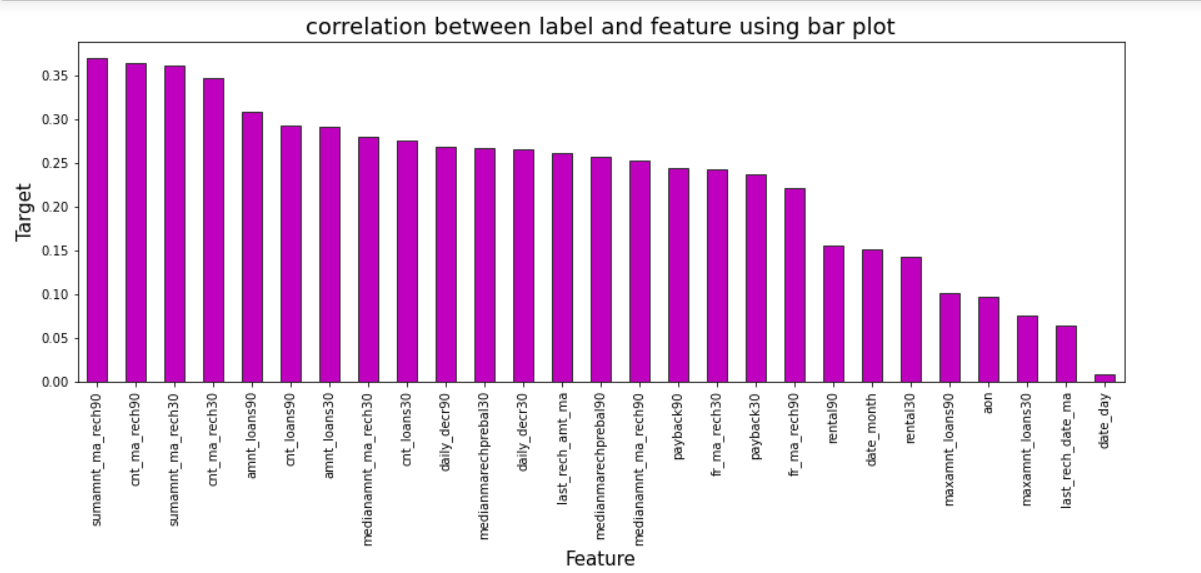 correlation between label and feature using bar plot
Target
0.35
0.30
0.25
0.20
0.15
0.10
0.05
0.00
sumamnt_ma_rech90
cnt_ma_rech90
sumamnt_ma_rech30
cnt_ma_rech30
amnt_loans90
cnt_loans90
amnt_loans30
medianamnt_ma_rech30
cnt_loans30
daily_decr90
medianmarechprebal30
daily_decr30
last_rech_amt_ma
medianmarechprebal90
medianamnt_ma_rech90
payback90
fr_ma_rech30
payback30
fr_ma_rech90
rental90
date_month
rental30
maxamnt_loans90
aon
maxamnt_loans30
last_rech_date_ma
date_day
Feature